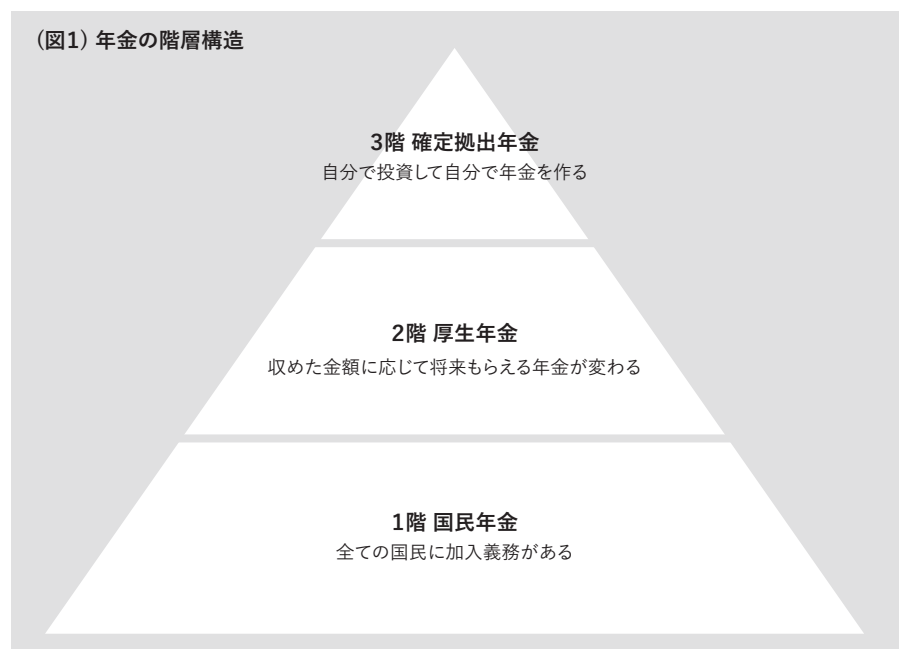 (図1) 年金の階層構造
3階 確定拠出年金
自分で投資して自分で年金を作る
2階 厚生年金
収めた金額に応じて将来もらえる年金が変わる
1階 国民年金
全ての国民に加入義務がある